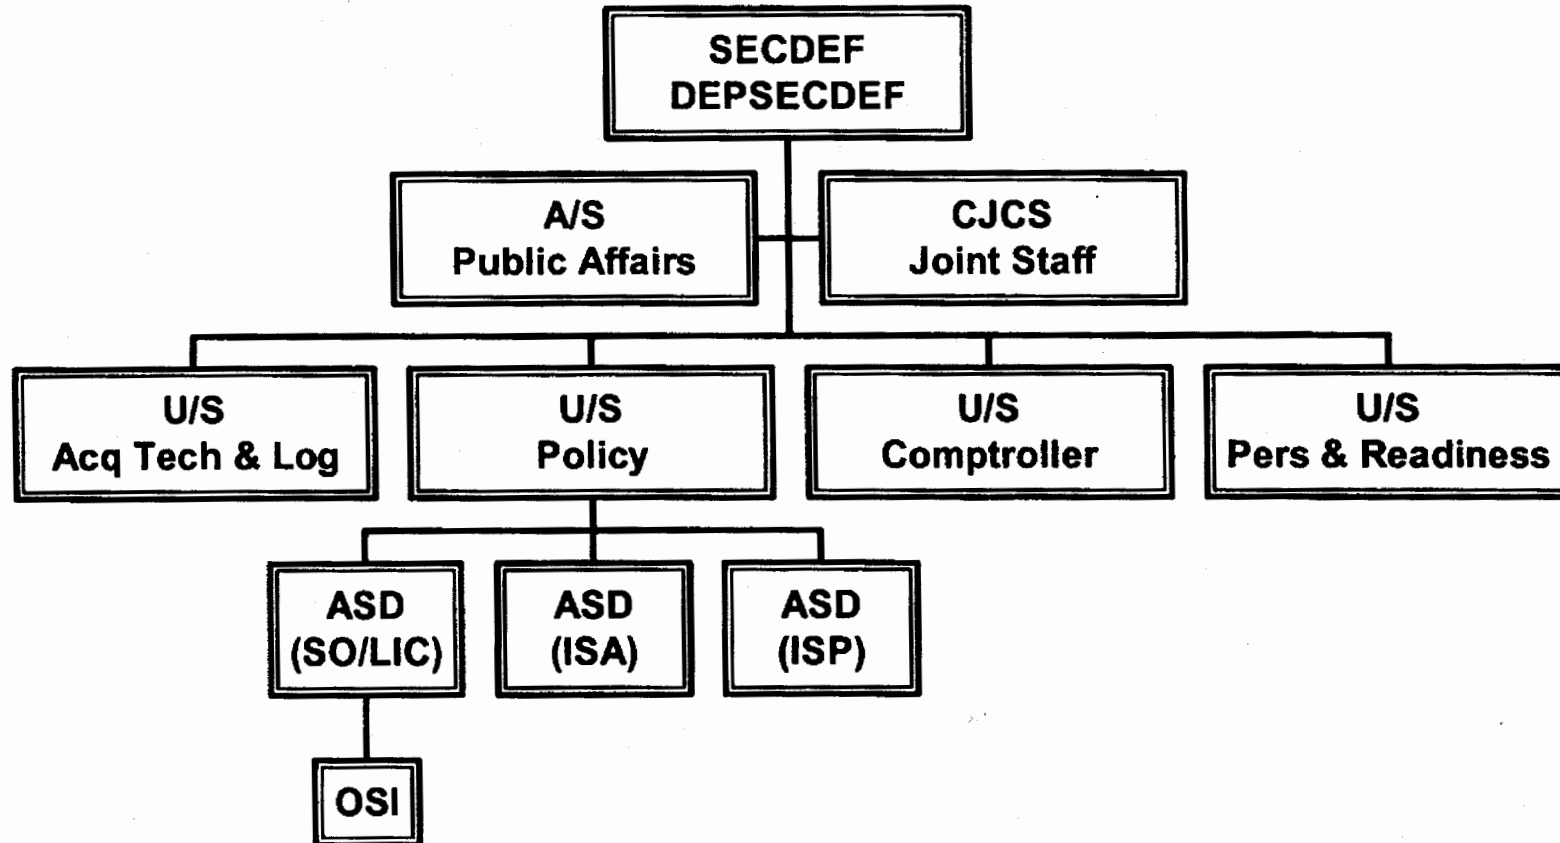 SECDEF
DEPSECDEF
A/S
Public Affairs
CJCS
Joint Staff
U/S
Acq Tech & Log
U/S
Policy
U/S
Comptroller
U/S
Pers & Readiness
ASD
(SO/LIC)
ASD
(ISA)
ASD
(ISP)
OSI